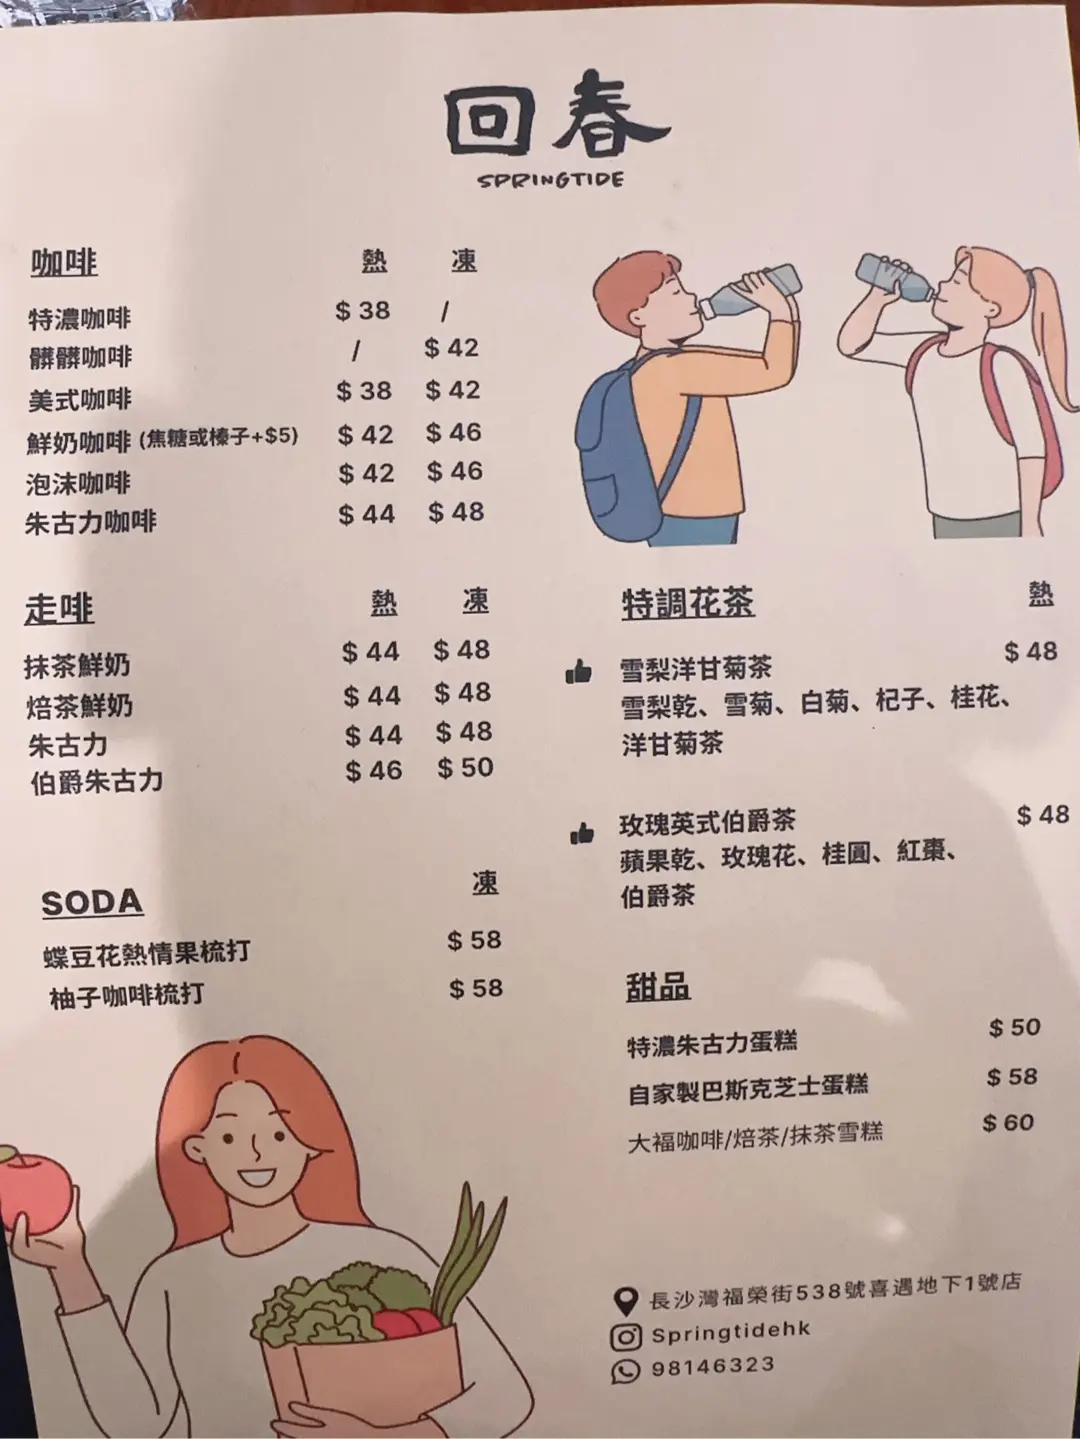 回春
SPRINGTIDE
咖啡 熱 凍
特濃咖啡 $ 38 /
髒髒咖啡 / $ 42
美式咖啡 $ 38 $ 42
鮮奶咖啡 (焦糖或榛子+$5) $ 42 $ 46
泡沫咖啡 $ 42 $ 46
朱古力咖啡 $ 44 $ 48
走啡 熱 凍
抹茶鮮奶 $ 44 $ 48
焙茶鮮奶 $ 44 $ 48
朱古力 $ 44 $ 48
伯爵朱古力 $ 46 $ 50
SODA 凍
蝶豆花熱情果梳打 $ 58
柚子咖啡梳打 $ 58
特調花茶 熱
雪梨洋甘菊茶 $ 48
雪梨乾、雪菊、白菊、杞子、桂花、
洋甘菊茶
玫瑰英式伯爵茶 $ 48
蘋果乾、玫瑰花、桂圓、紅棗、
伯爵茶
甜品
特濃朱古力蛋糕 $ 50
自家製巴斯克芝士蛋糕 $ 58
大福咖啡/焙茶/抹茶雪糕 $ 60
長沙灣福榮街538號喜遇地下1號店
Springtidehk
98146323